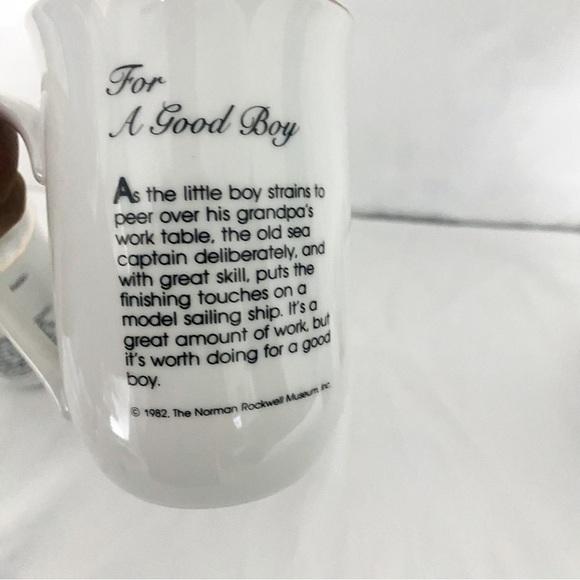 For
A Good Boy
As the little boy strains to
peer over his grandpa's
work table, the old sea
captain deliberately, and
with great skill, puts the
finishing touches on a
model sailing ship. It's a
great amount of work, but
it's worth doing for a good
boy.
© 1982, The Norman Rockwell Museum, Inc.